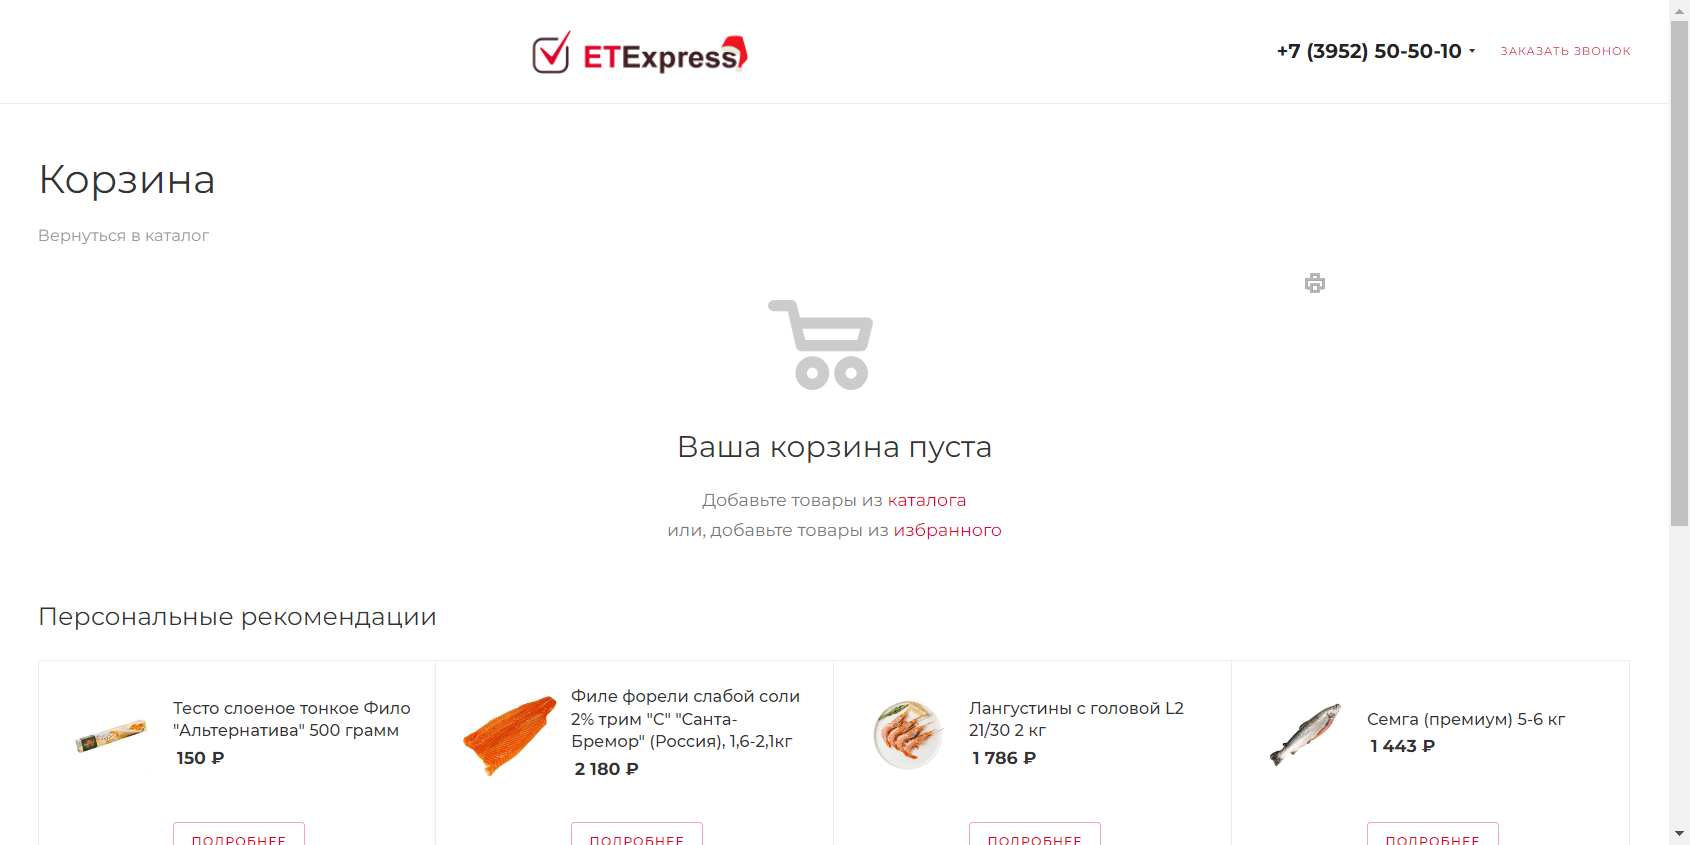 ETExpress
+7 (3952) 50-50-10
ЗАКАЗАТЬ ЗВОНОК
Корзина
Вернуться в каталог
Ваша корзина пуста
Добавьте товары из каталога
или, добавьте товары из избранного
Персональные рекомендации
Тесто слоеное тонкое Фило
"Альтернатива" 500 грамм
150 ₽
Филе форели слабой соли
2% трим "С" "Санта-
Бремор" (Россия), 1,6-2,1кг
2 180 ₽
Лангустины с головой L2
21/30 2 кг
1 786 ₽
Семга (премиум) 5-6 кг
1 443 ₽
ПОДРОБНЕЕ
ПОДРОБНЕЕ
ПОДРОБНЕЕ
ПОДРОБНЕЕ